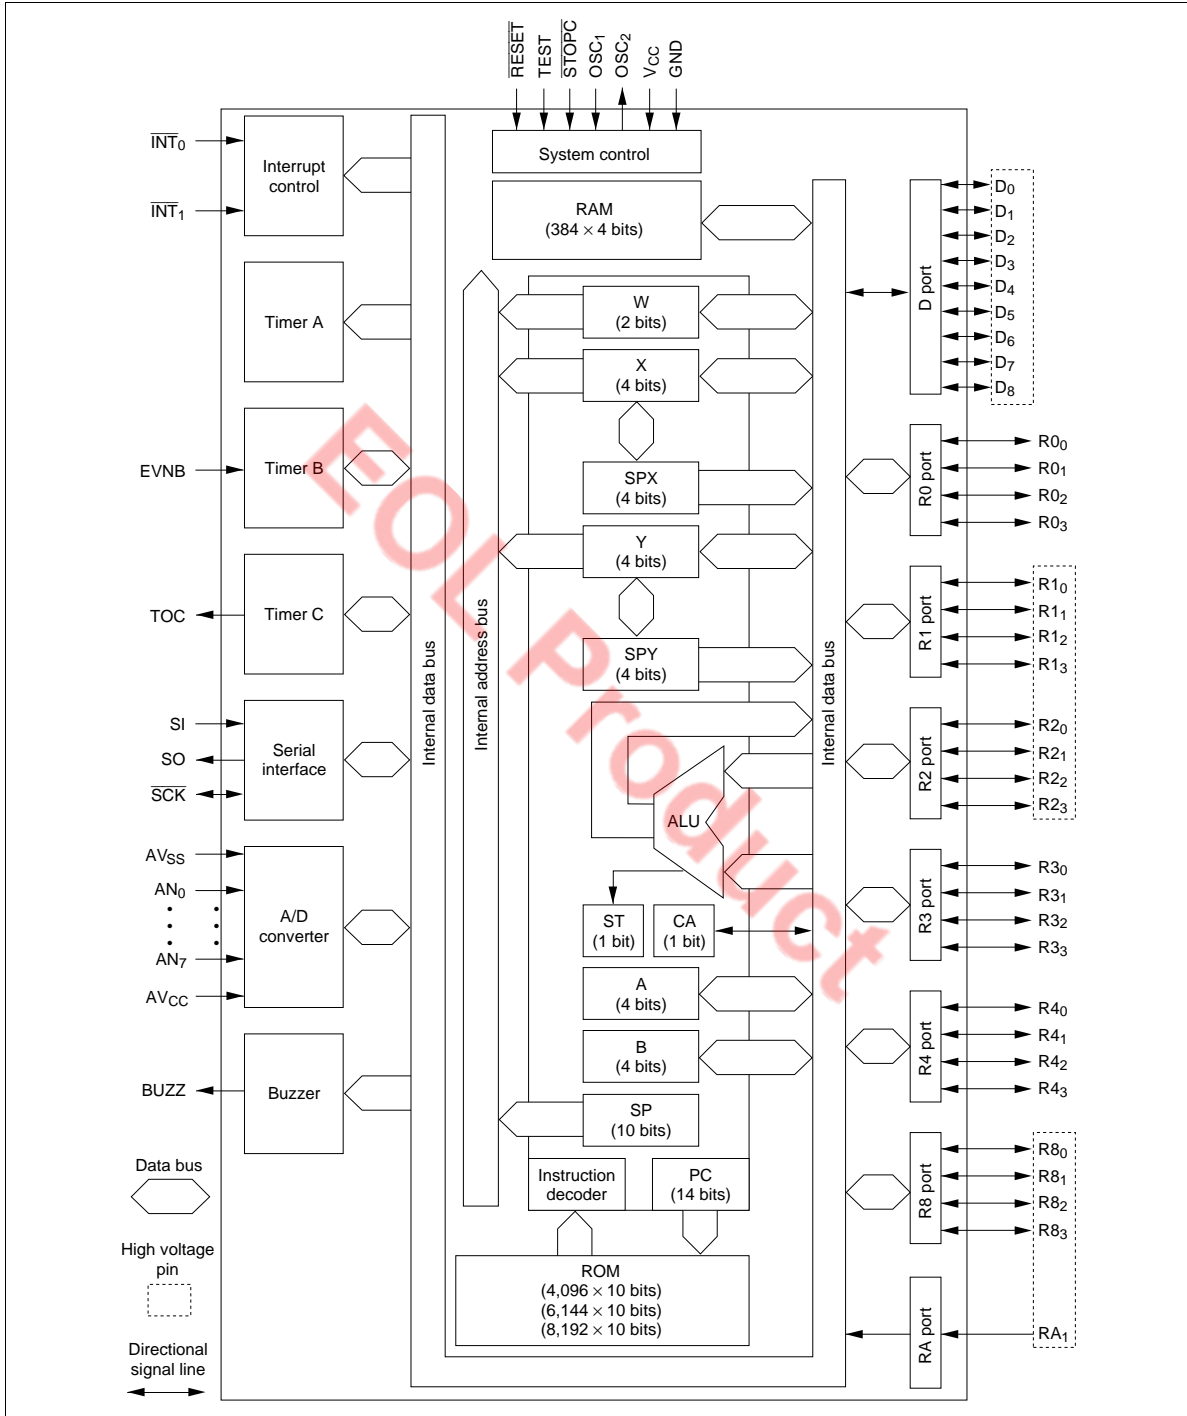 RESET
TEST
STOPC
OSC1
OSC2
VCC
GND
System control
INT0
INT1
Interrupt
control
Timer A
EVNB
Timer B
TOC
Timer C
SI
SO
SCK
Serial
interface
AVSS
AN0
AN7
AVCC
A/D
converter
BUZZ
Buzzer
Data bus
High voltage
pin
Directional
signal line
Internal data bus
Internal address bus
RAM
(384 × 4 bits)
W
(2 bits)
X
(4 bits)
SPX
(4 bits)
Y
(4 bits)
SPY
(4 bits)
ALU
ST
(1 bit)
CA
(1 bit)
A
(4 bits)
B
(4 bits)
SP
(10 bits)
Instruction
decoder
PC
(14 bits)
ROM
(4,096 × 10 bits)
(6,144 × 10 bits)
(8,192 × 10 bits)
Internal data bus
D port
D0
D1
D2
D3
D4
D5
D6
D7
D8
R0 port
R00
R01
R02
R03
R1 port
R10
R11
R12
R13
R2 port
R20
R21
R22
R23
R3 port
R30
R31
R32
R33
R4 port
R40
R41
R42
R43
R8 port
R80
R81
R82
R83
RA port
RA1
EOL Product